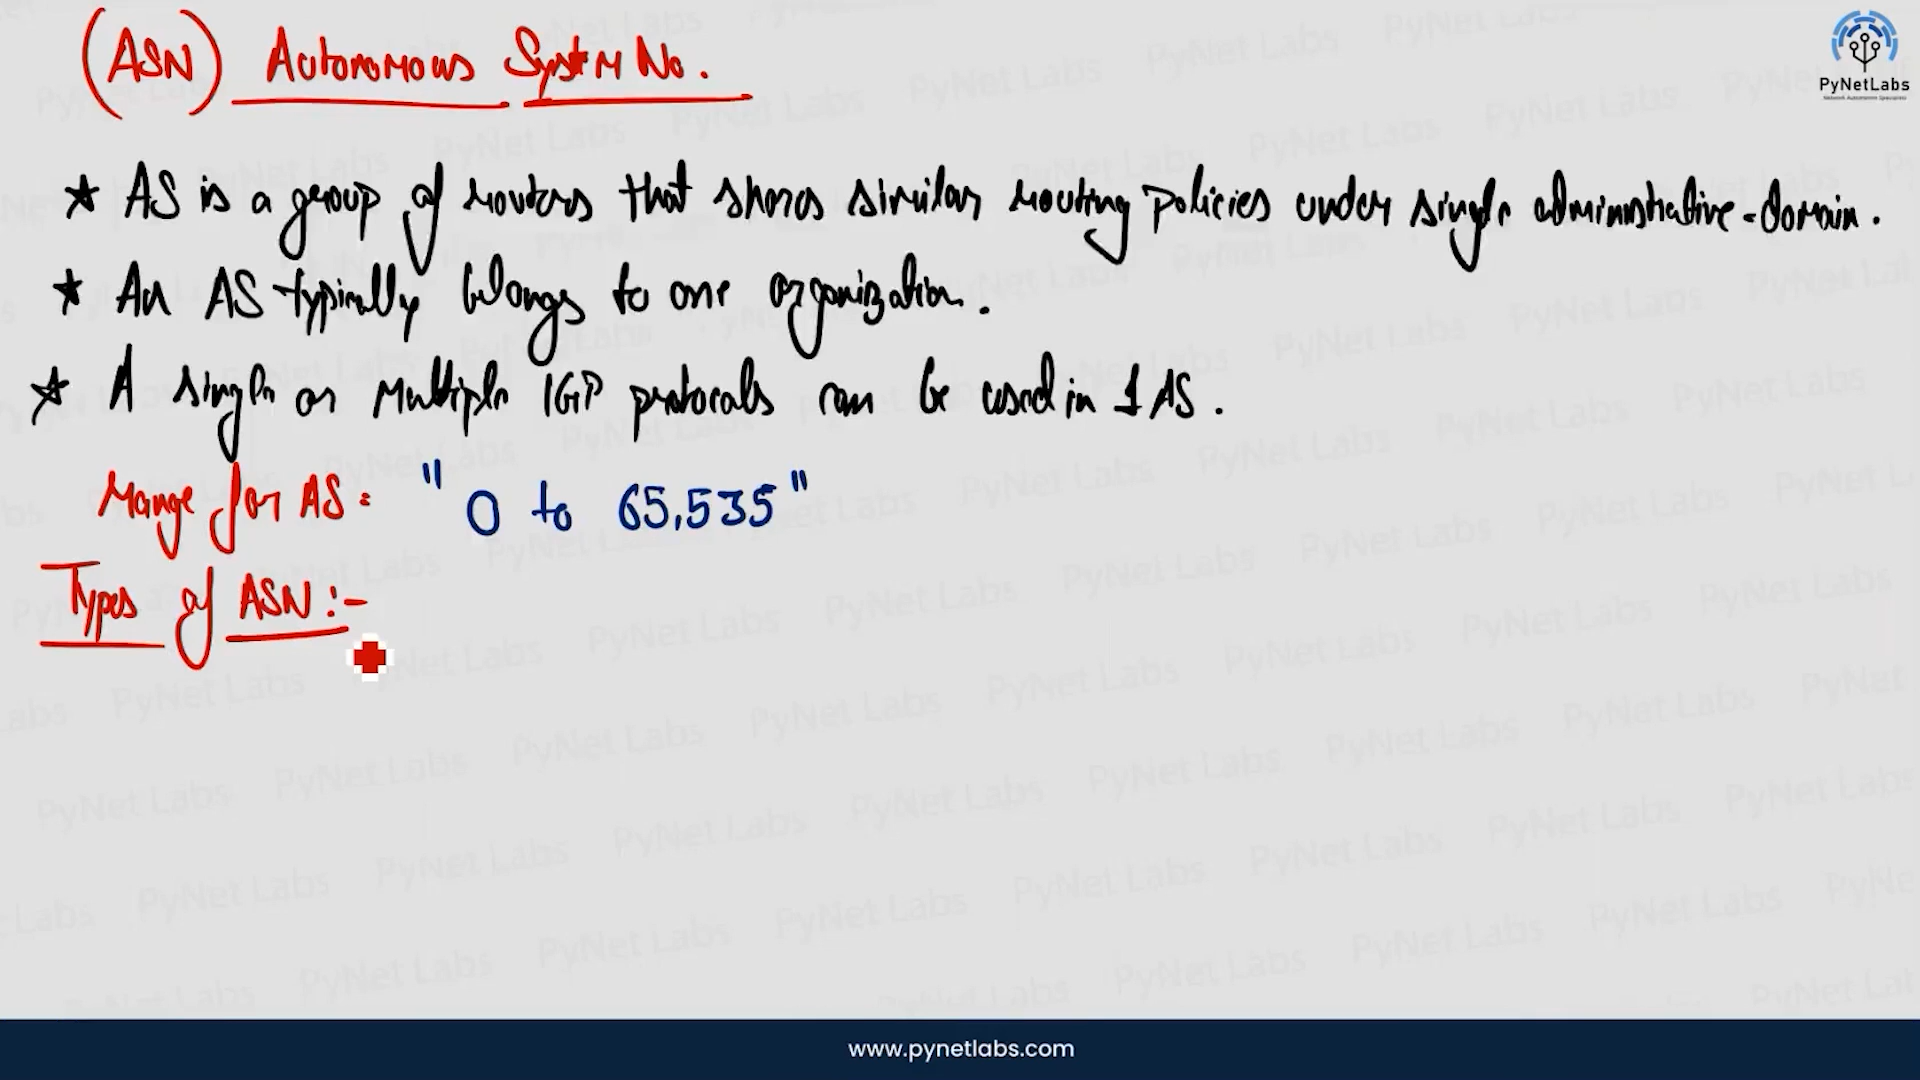 (ASN) Autonomous System No.
PyNetLabs
★ AS is a group of routers that shares similar routing policies under single administrative-domain.
★ An AS typically belongs to one organization.
★ A single or multiple IGP protocols can be used in 1 AS.
Range for AS: "0 to 65,535"
Types of ASN:-
www.pynetlabs.com